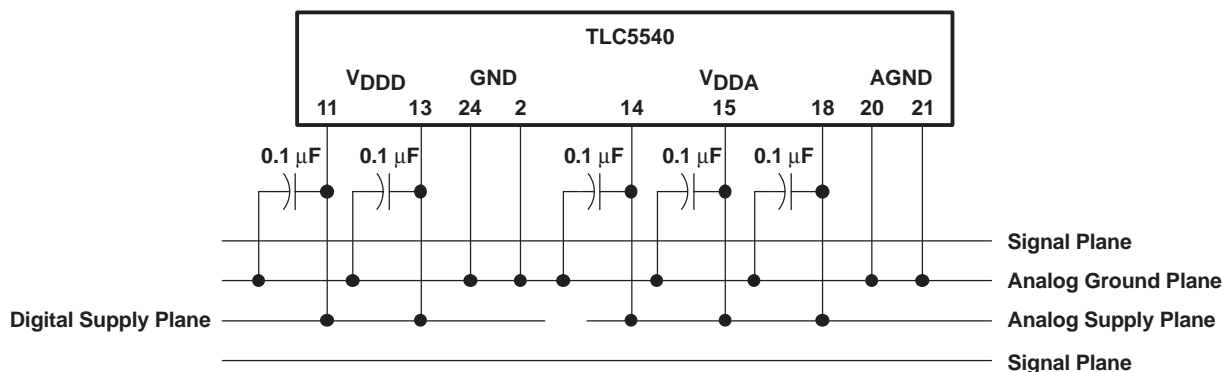 TLC5540
VDDD GND VDDA AGND
11 13 24 2 14 15 18 20 21
0.1 μF 0.1 μF 0.1 μF 0.1 μF 0.1 μF
Signal Plane
Analog Ground Plane
Digital Supply Plane Analog Supply Plane
Signal Plane